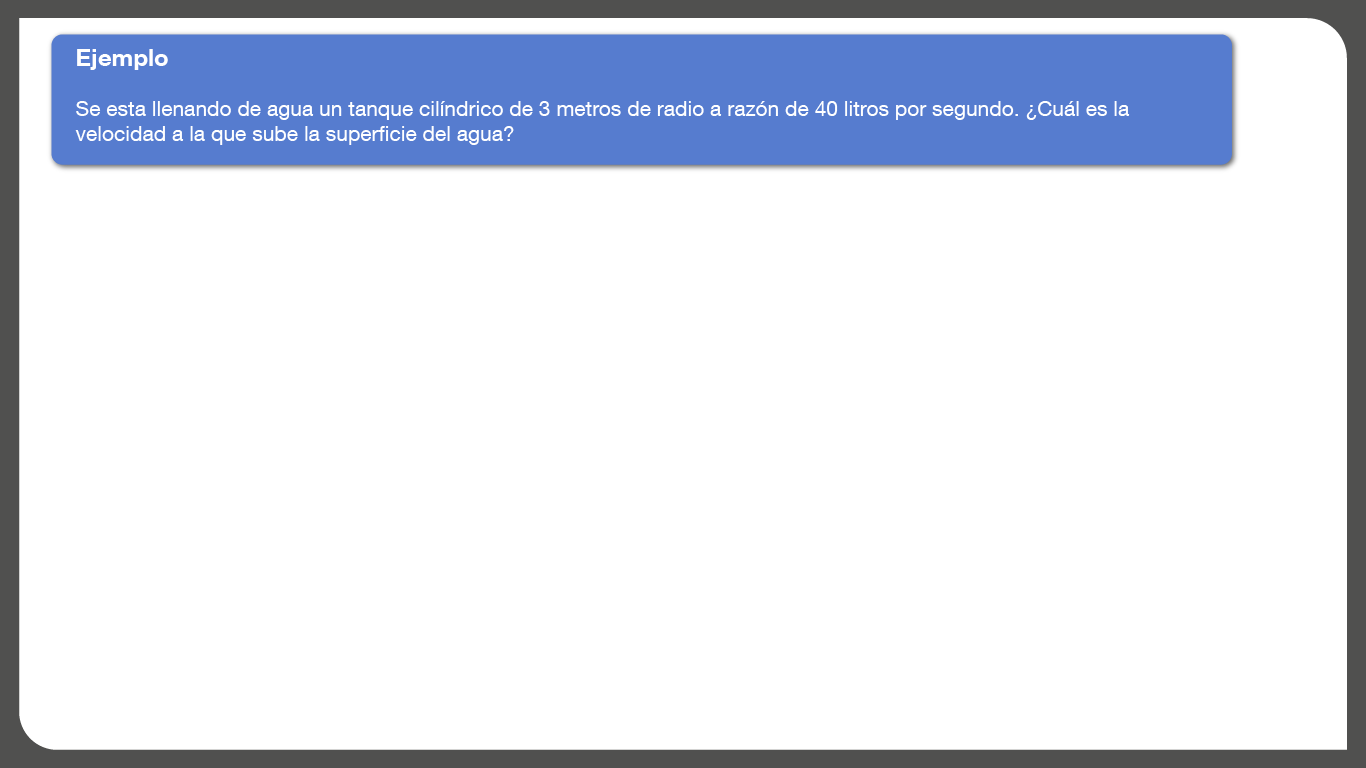 Ejemplo
Se esta llenando de agua un tanque cilíndrico de 3 metros de radio a razón de 40 litros por segundo. ¿Cuál es la
velocidad a la que sube la superficie del agua?